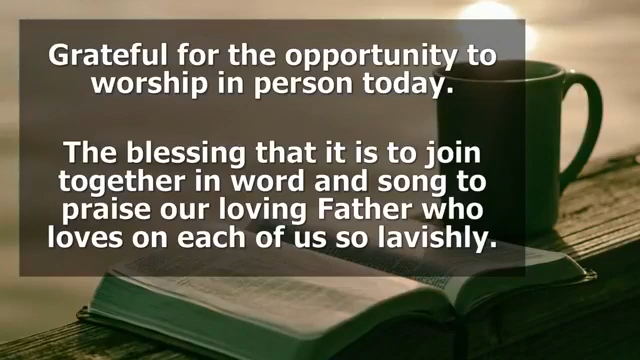 Grateful for the opportunity to
worship in person today.
The blessing that it is to join
together in word and song to
praise our loving Father who
loves on each of us so lavishly.